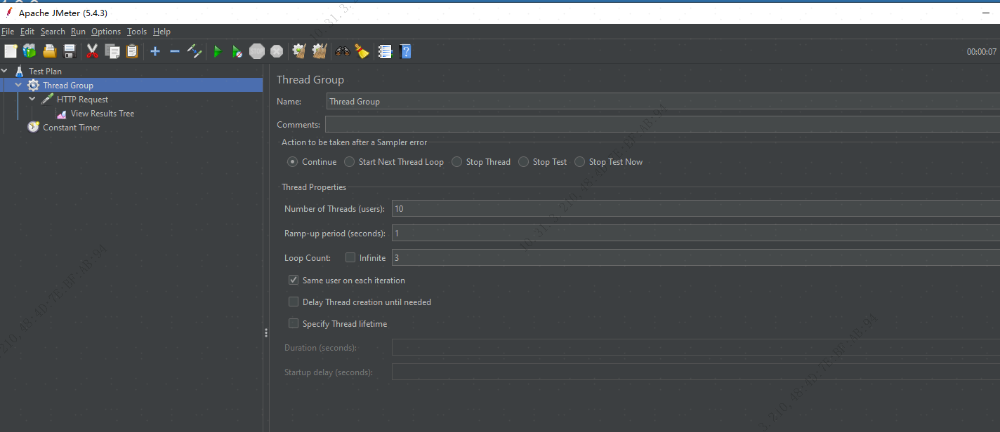 Apache JMeter (5.4.3)
File Edit Search Run Options Tools Help
STOP
00:00:07
Test Plan
Thread Group
HTTP Request
View Results Tree
Constant Timer
Thread Group
Name: Thread Group
Comments:
Action to be taken after a Sampler error
Continue Start Next Thread Loop Stop Thread Stop Test Stop Test Now
Thread Properties
Number of Threads (users): 10
Ramp-up period (seconds): 1
Loop Count: Infinite 3
Same user on each iteration
Delay Thread creation until needed
Specify Thread lifetime
Duration (seconds):
Startup delay (seconds):